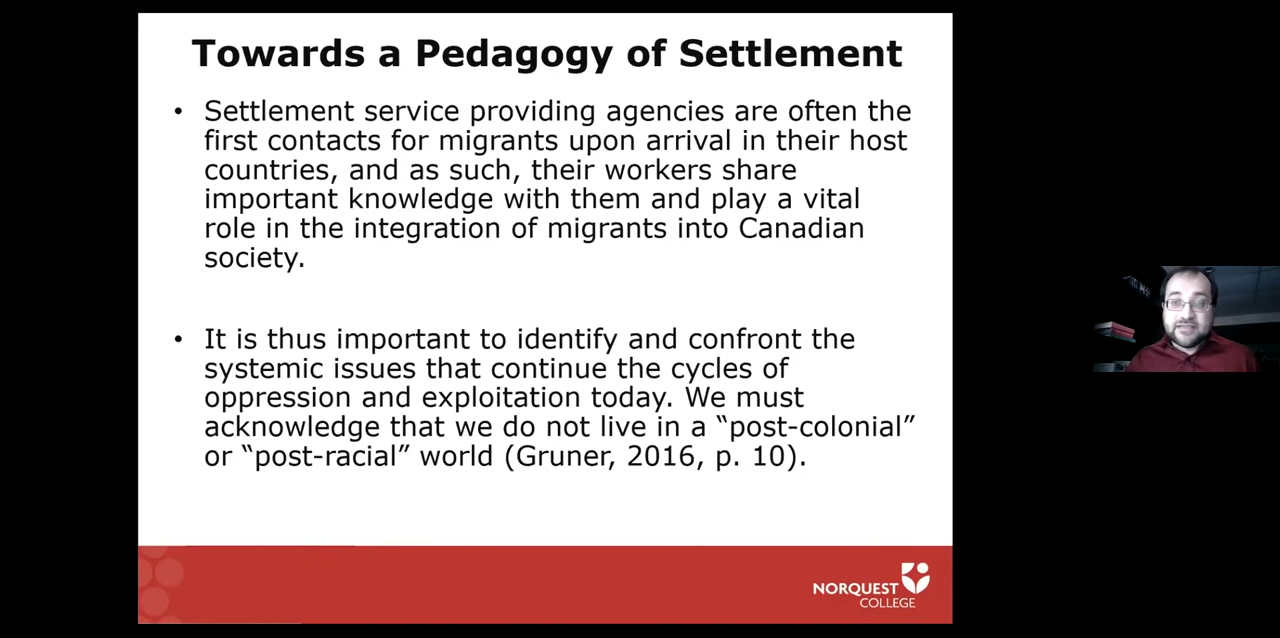 Towards a Pedagogy of Settlement
• Settlement service providing agencies are often the
first contacts for migrants upon arrival in their host
countries, and as such, their workers share
important knowledge with them and play a vital
role in the integration of migrants into Canadian
society.
• It is thus important to identify and confront the
systemic issues that continue the cycles of
oppression and exploitation today. We must
acknowledge that we do not live in a “post-colonial”
or “post-racial” world (Gruner, 2016, p. 10).
NORQUEST
COLLEGE